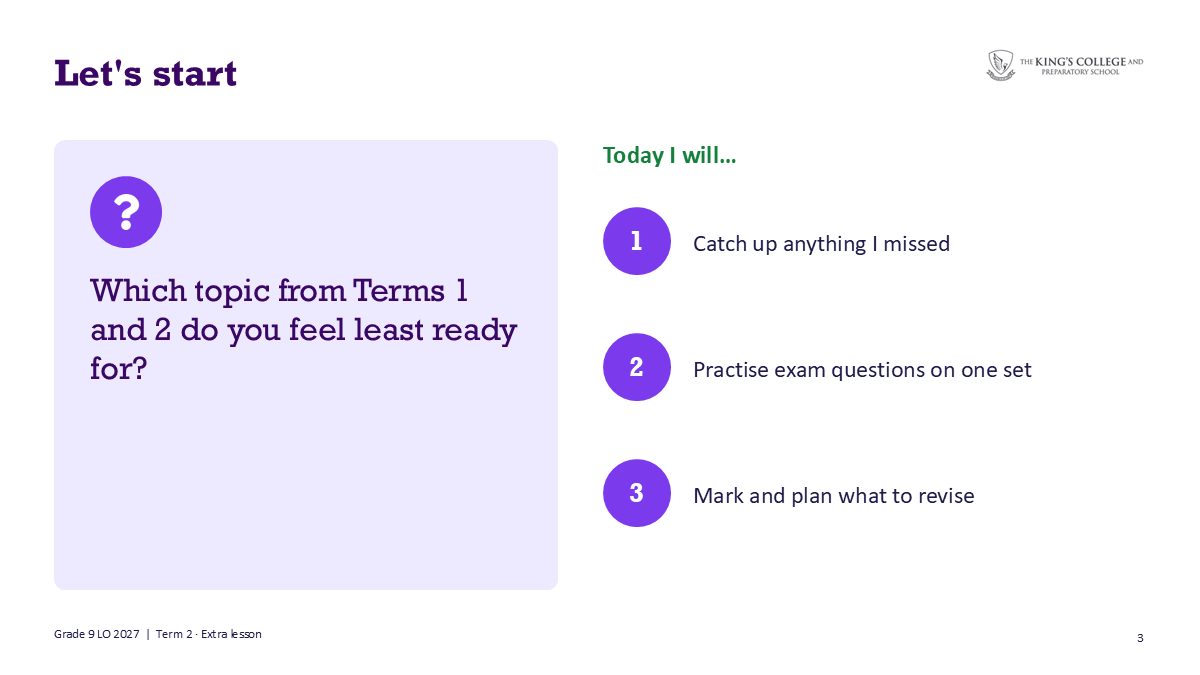 Let's start
THE KING'S COLLEGE AND
PREPARATORY SCHOOL
?
Which topic from Terms 1
and 2 do you feel least ready
for?
Today I will...
1
Catch up anything I missed
2
Practise exam questions on one set
3
Mark and plan what to revise
Grade 9 LO 2027 | Term 2 · Extra lesson
3